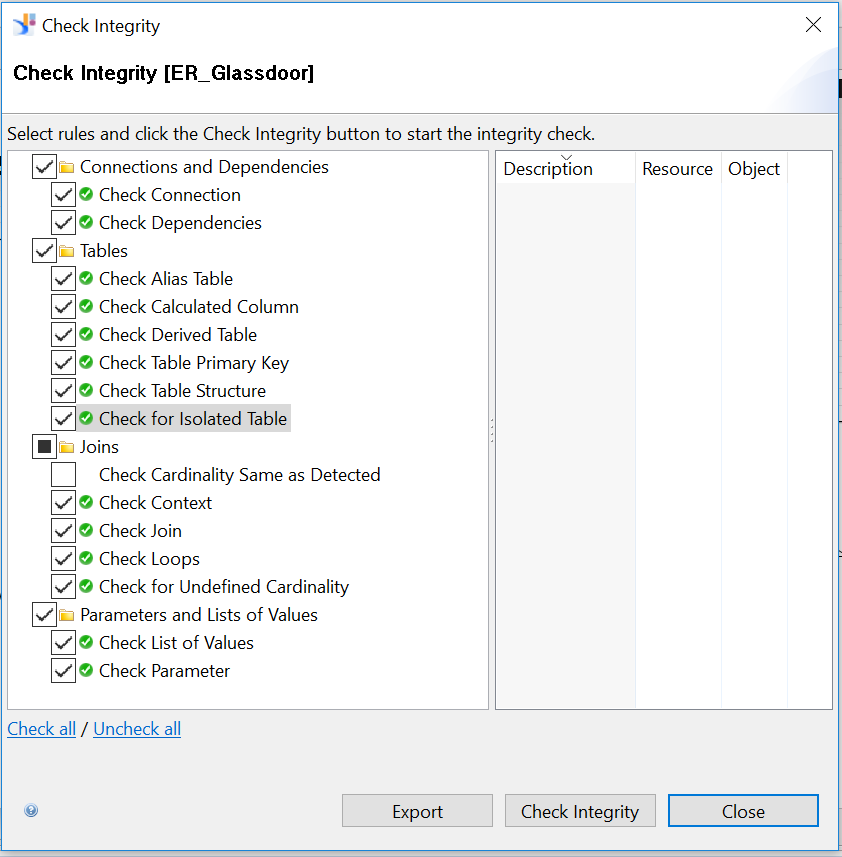 Check Integrity
Check Integrity [ER_Glassdoor]
Select rules and click the Check Integrity button to start the integrity check.
Connections and Dependencies
Check Connection
Check Dependencies
Tables
Check Alias Table
Check Calculated Column
Check Derived Table
Check Table Primary Key
Check Table Structure
Check for Isolated Table
Joins
Check Cardinality Same as Detected
Check Context
Check Join
Check Loops
Check for Undefined Cardinality
Parameters and Lists of Values
Check List of Values
Check Parameter
Description Resource Object
Check all / Uncheck all
Export Check Integrity Close